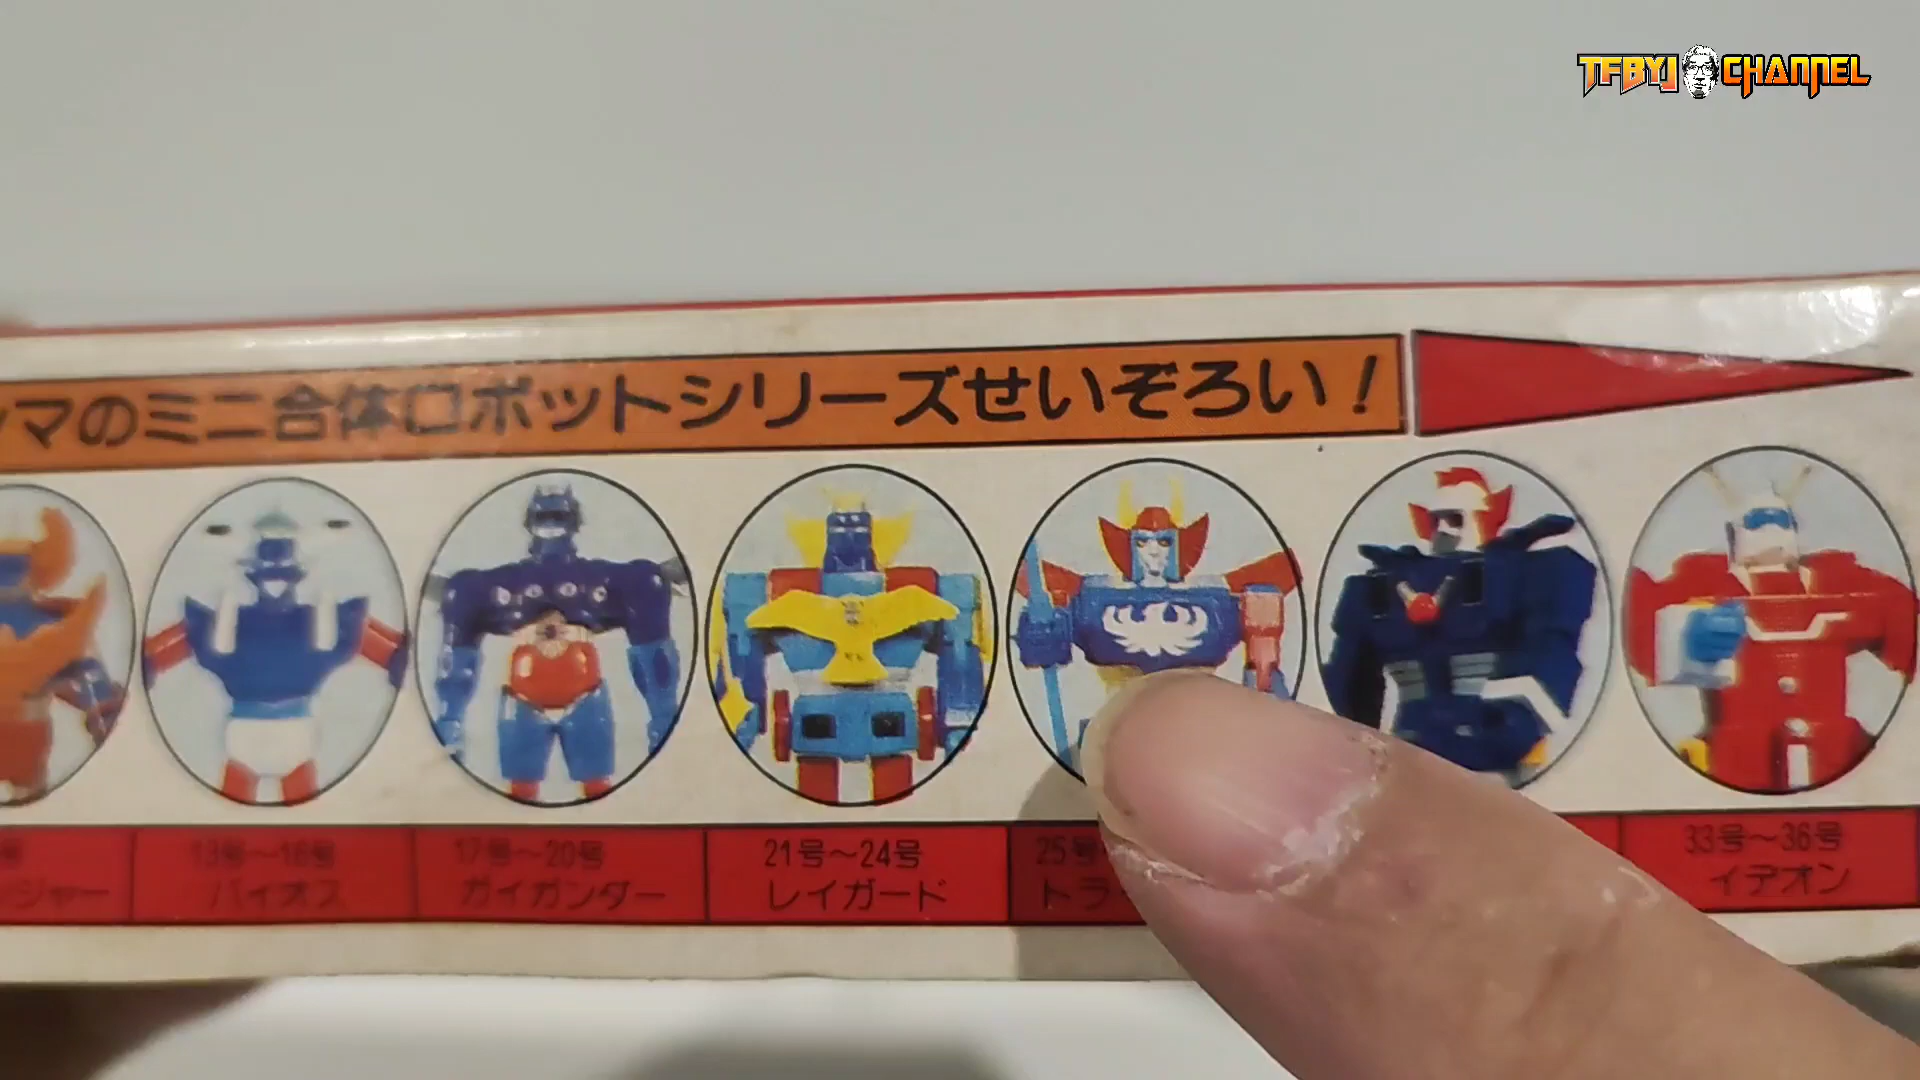 TFBYJ CHANNEL
マのミニ合体ロボットシリーズせいぞろい!
13号~16号
バイオス
17号~20号
ガイガンダー
21号~24号
レイガード
25号
トラ
33号~36号
イデオン